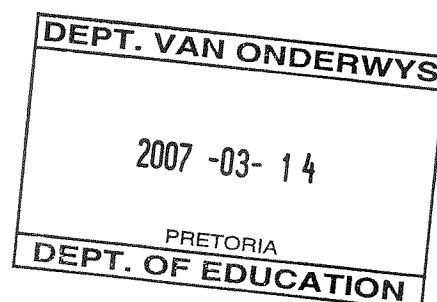 DEPT. VAN ONDERWYS
2007 -03- 14
PRETORIA
DEPT. OF EDUCATION